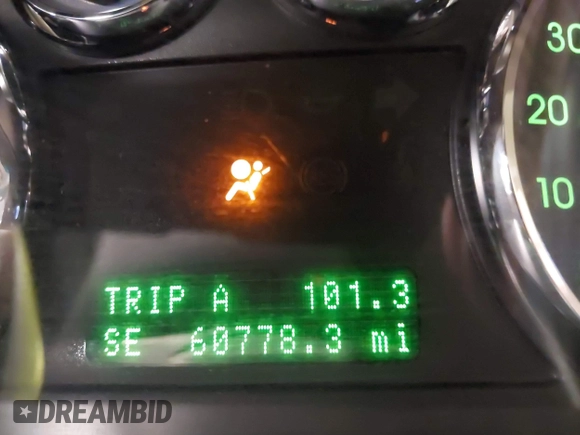 30
20
10
TRIP A 101.3
SE 60778.3 mi
DREAMBID